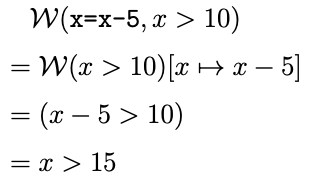 𝒲(x=x-5, x > 10)
= 𝒲(x > 10)[x ↦ x − 5]
= (x − 5 > 10)
= x > 15